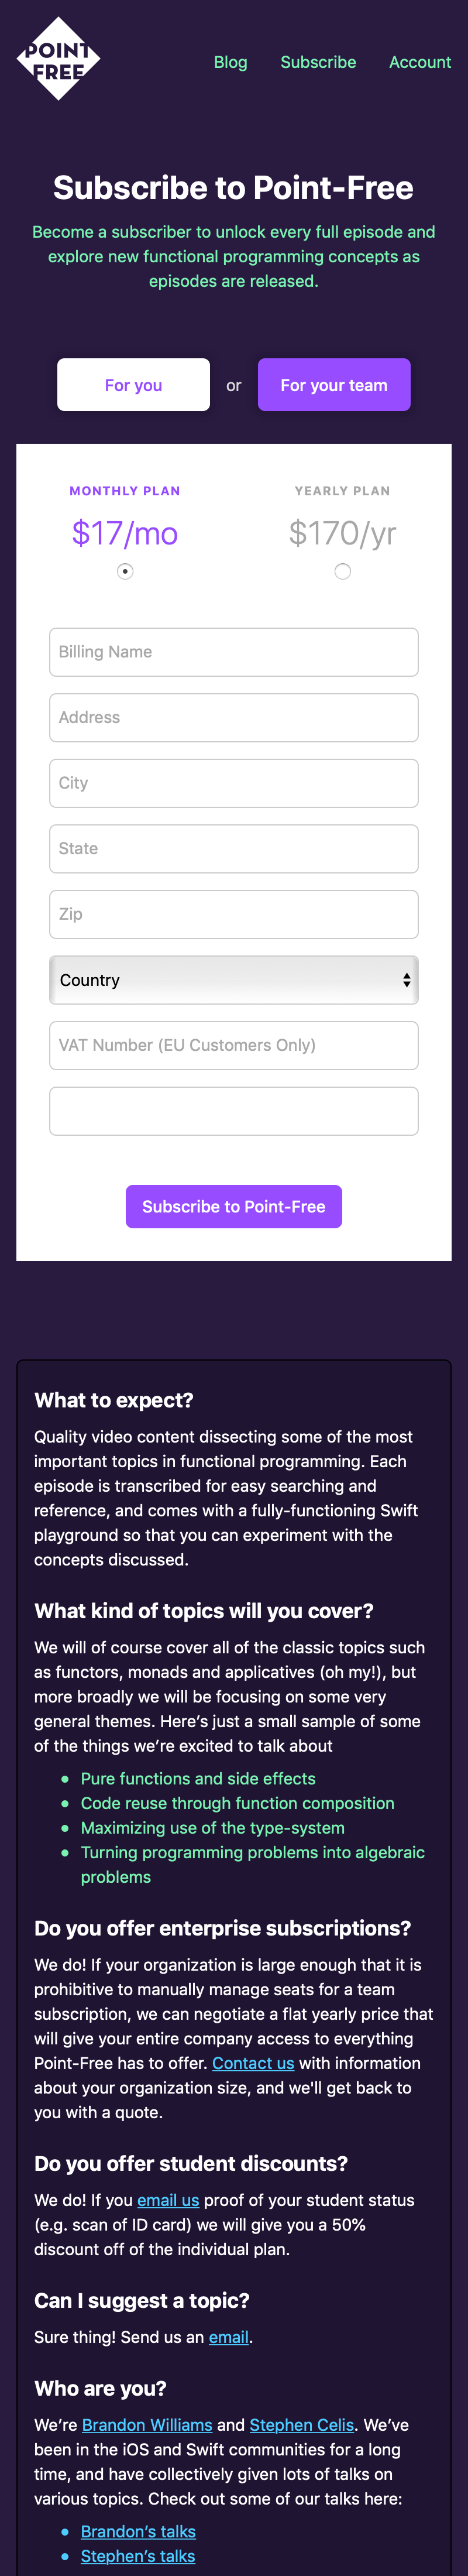 POINT
FREE
Blog Subscribe Account
Subscribe to Point-Free
Become a subscriber to unlock every full episode and
explore new functional programming concepts as
episodes are released.
For you or For your team
MONTHLY PLAN YEARLY PLAN
$17/mo $170/yr
Billing Name
Address
City
State
Zip
Country
VAT Number (EU Customers Only)
Subscribe to Point-Free
What to expect?
Quality video content dissecting some of the most
important topics in functional programming. Each
episode is transcribed for easy searching and
reference, and comes with a fully-functioning Swift
playground so that you can experiment with the
concepts discussed.
What kind of topics will you cover?
We will of course cover all of the classic topics such
as functors, monads and applicatives (oh my!), but
more broadly we will be focusing on some very
general themes. Here’s just a small sample of some
of the things we’re excited to talk about
• Pure functions and side effects
• Code reuse through function composition
• Maximizing use of the type-system
• Turning programming problems into algebraic
problems
Do you offer enterprise subscriptions?
We do! If your organization is large enough that it is
prohibitive to manually manage seats for a team
subscription, we can negotiate a flat yearly price that
will give your entire company access to everything
Point-Free has to offer. Contact us with information
about your organization size, and we'll get back to
you with a quote.
Do you offer student discounts?
We do! If you email us proof of your student status
(e.g. scan of ID card) we will give you a 50%
discount off of the individual plan.
Can I suggest a topic?
Sure thing! Send us an email.
Who are you?
We’re Brandon Williams and Stephen Celis. We’ve
been in the iOS and Swift communities for a long
time, and have collectively given lots of talks on
various topics. Check out some of our talks here:
• Brandon’s talks
• Stephen’s talks